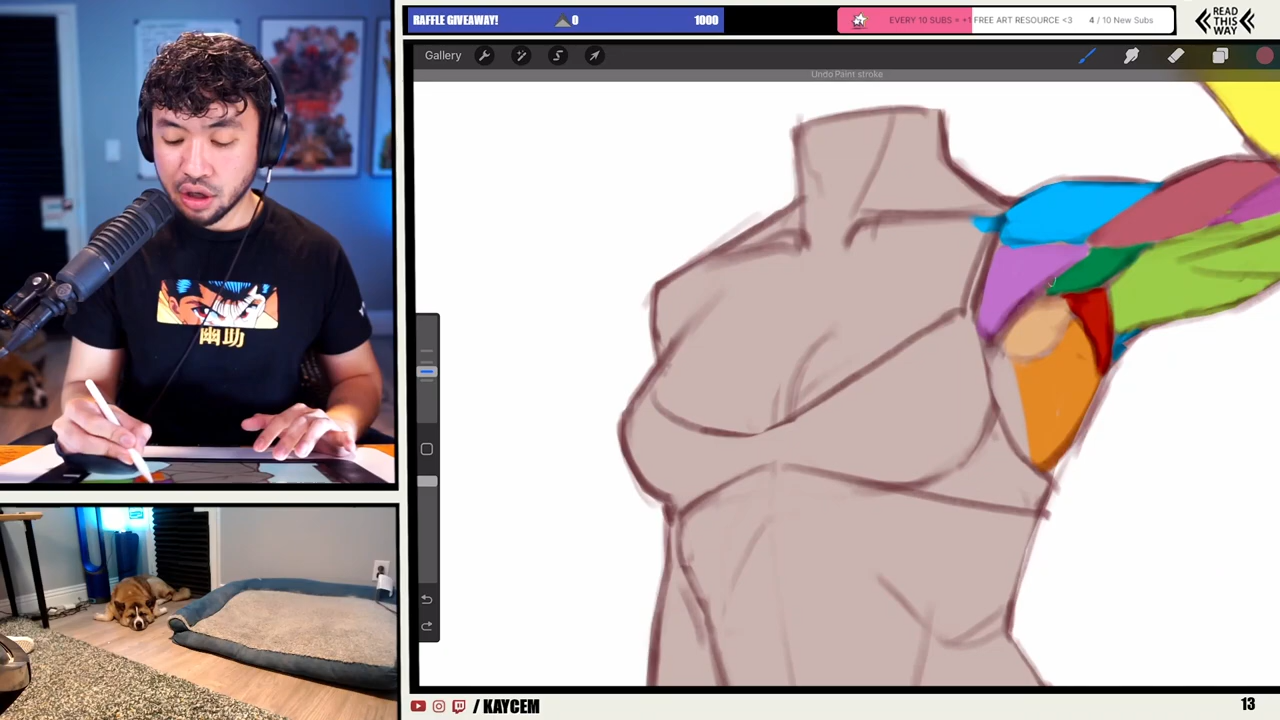 RAFFLE GIVEAWAY! 0 1000
EVERY 10 SUBS = +1 FREE ART RESOURCE <3 4 / 10 New Subs
READ
THIS
WAY
Gallery
Undo Paint stroke
幽助
/ KAYCEM
13